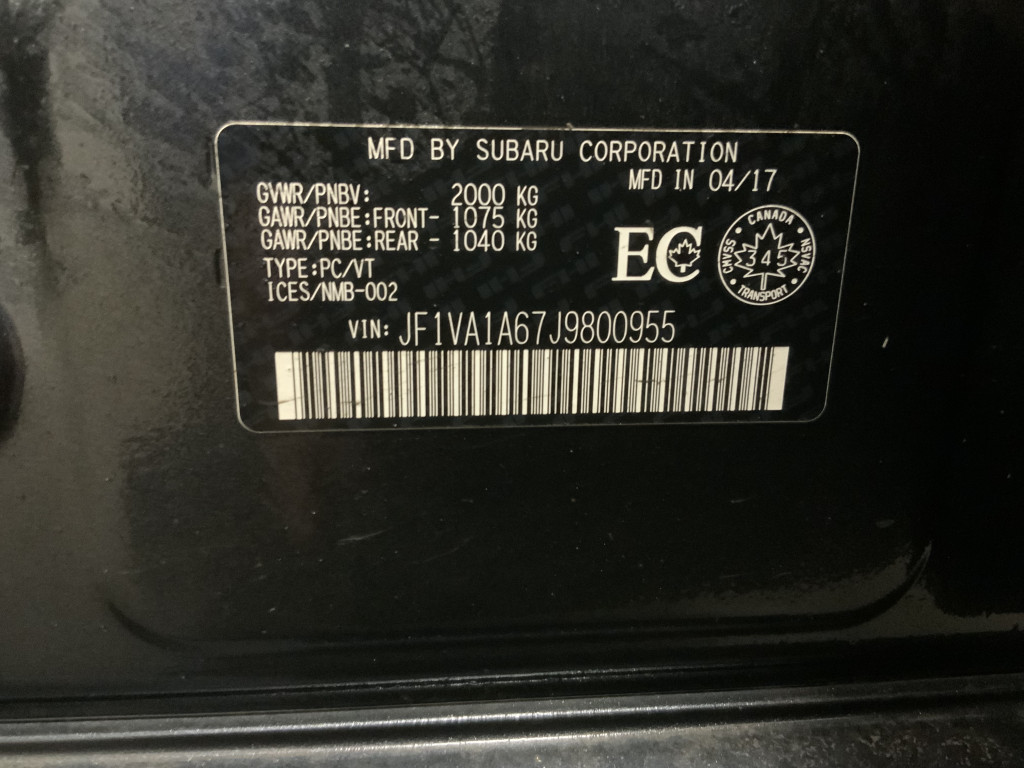 MFD BY SUBARU CORPORATION
MFD IN 04/17
GVWR/PNBV: 2000 KG
GAWR/PNBE:FRONT- 1075 KG
GAWR/PNBE:REAR - 1040 KG
TYPE:PC/VT
ICES/NMB-002
EC
CANADA
CMVSS 345 NSVAC
TRANSPORT
VIN: JF1VA1A67J9800955